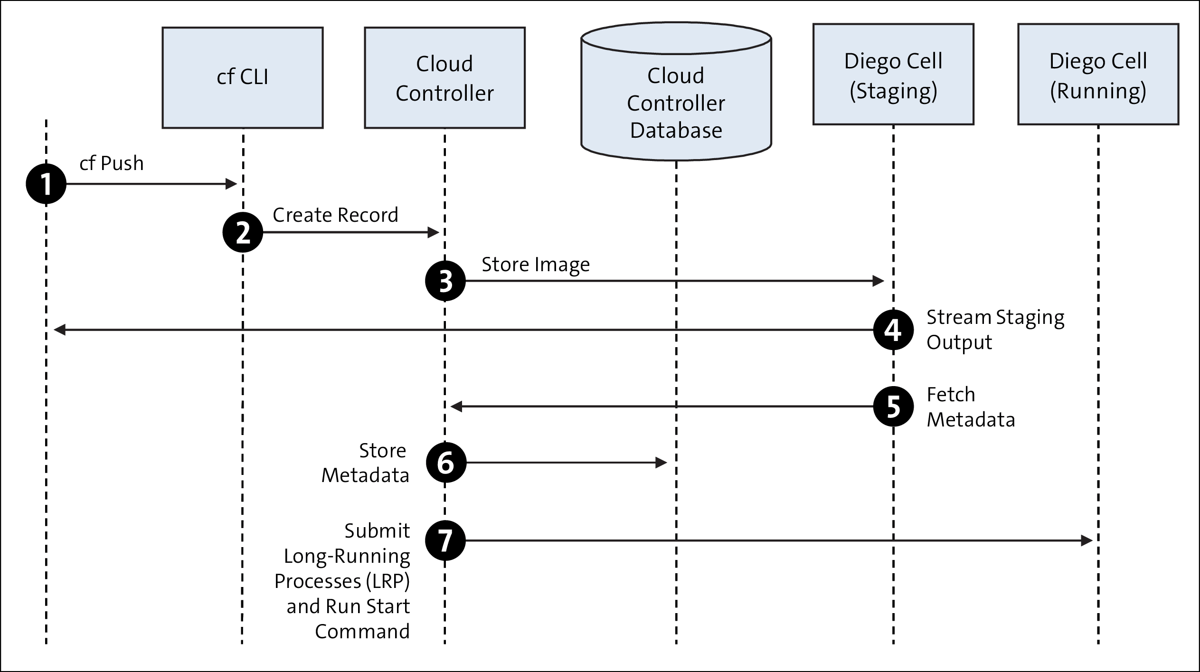 cf CLI
Cloud
Controller
Cloud
Controller
Database
Diego Cell
(Staging)
Diego Cell
(Running)
1
cf Push
2
Create Record
3
Store Image
4
Stream Staging
Output
5
Fetch
Metadata
Store
Metadata
6
Submit
Long-Running
Processes (LRP)
and Run Start
Command
7